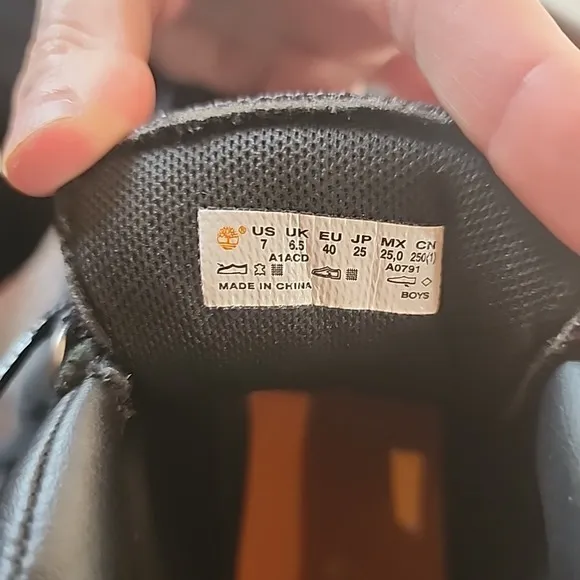 ® US UK EU JP MX CN
7 6.5 40 25 25,0 250(1)
A1ACD A0791
MADE IN CHINA BOYS